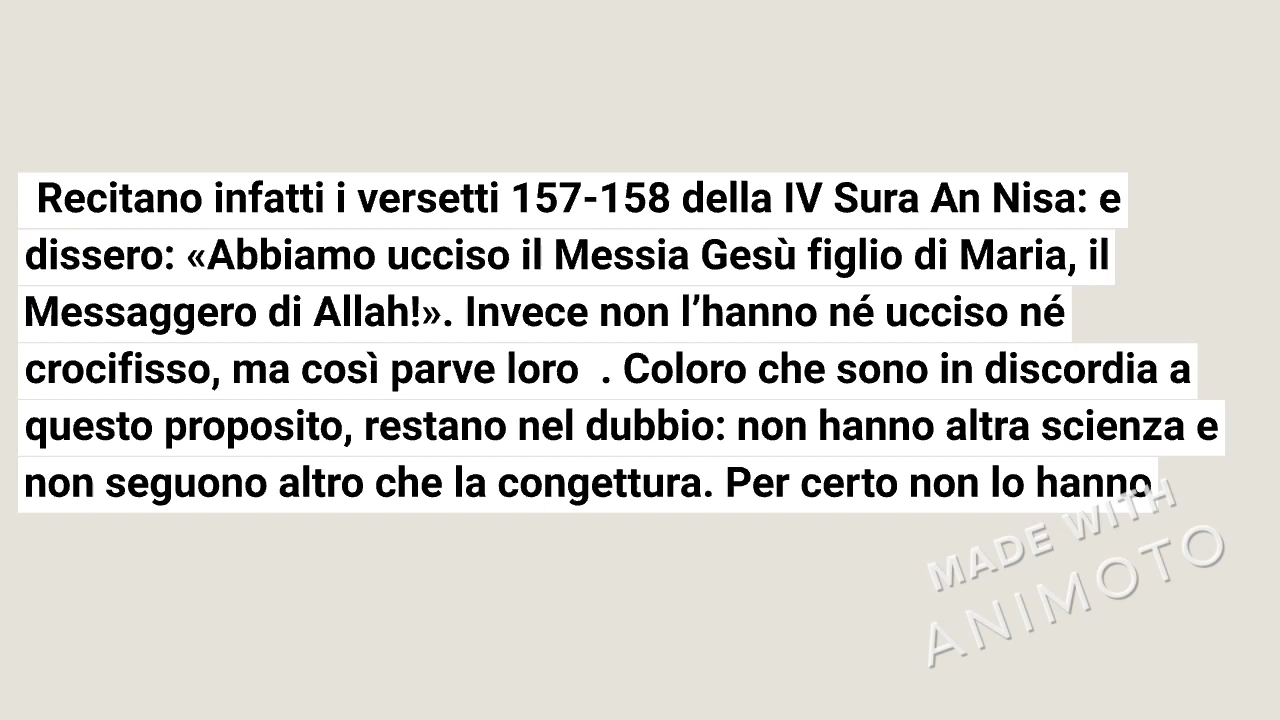 Recitano infatti i versetti 157-158 della IV Sura An Nisa: e
dissero: «Abbiamo ucciso il Messia Gesù figlio di Maria, il
Messaggero di Allah!». Invece non l’hanno né ucciso né
crocifisso, ma così parve loro  . Coloro che sono in discordia a
questo proposito, restano nel dubbio: non hanno altra scienza e
non seguono altro che la congettura. Per certo non lo hanno
MADE WITH
ANIMOTO